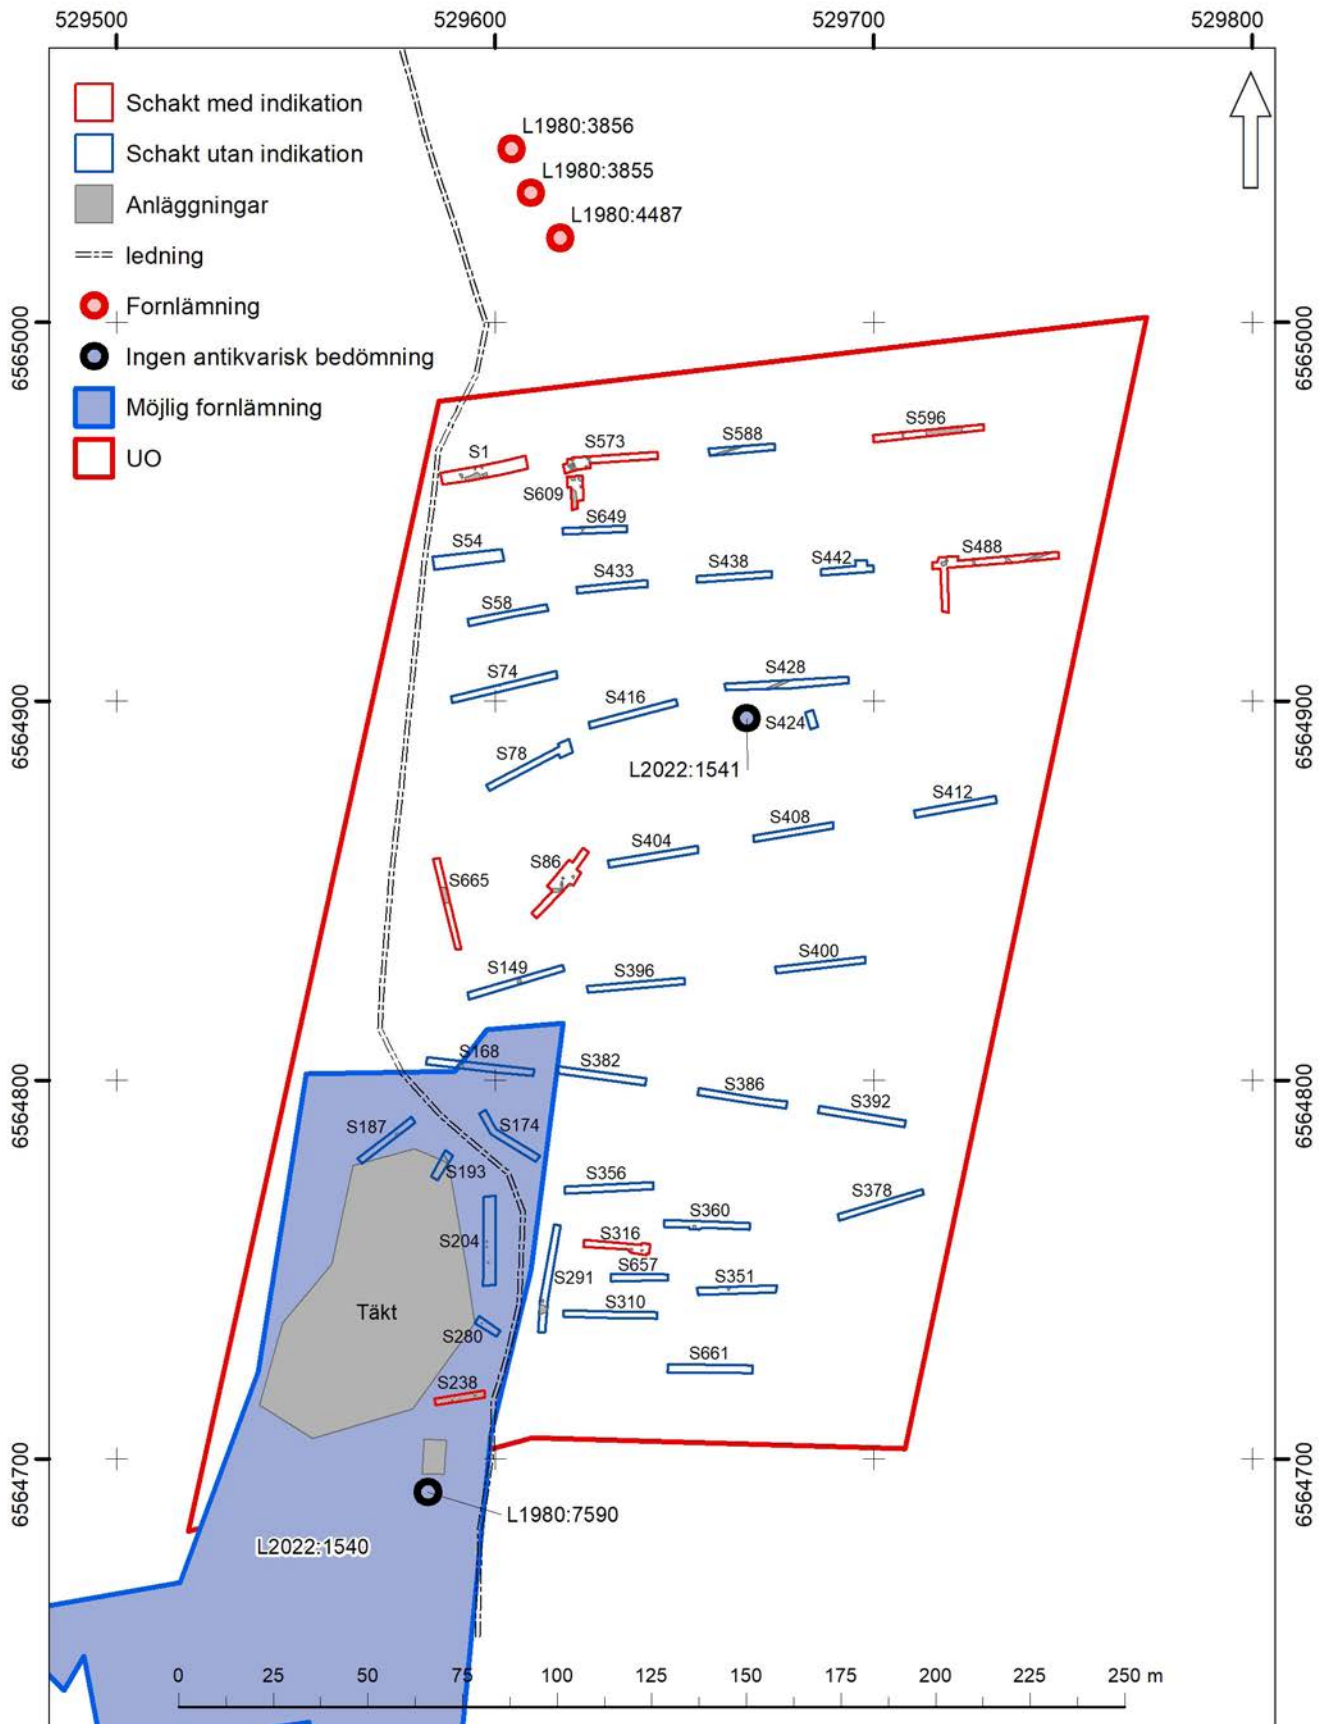 529500 529600 529700 529800
Schakt med indikation
Schakt utan indikation
Anläggningar
ledning
Fornlämning
Ingen antikvarisk bedömning
Möjlig fornlämning
UO
L1980:3856
L1980:3855
L1980:4487
6565000 6565000
S596
S588
S573
S1
S609
S649
S54
S488
S442
S438
S433
S58
S428
S74
S416
S424
6564900 6564900
S78
L2022:1541
S412
S408
S404
S86
S665
S400
S149
S396
S168
S382
S386
S392
6564800 6564800
S187
S174
S193
S356
S378
S360
S316
S204
S657
S291
S351
S310
Täkt
S280
S661
S238
6564700 6564700
L1980:7590
L2022:1540
0 25 50 75 100 125 150 175 200 225 250 m